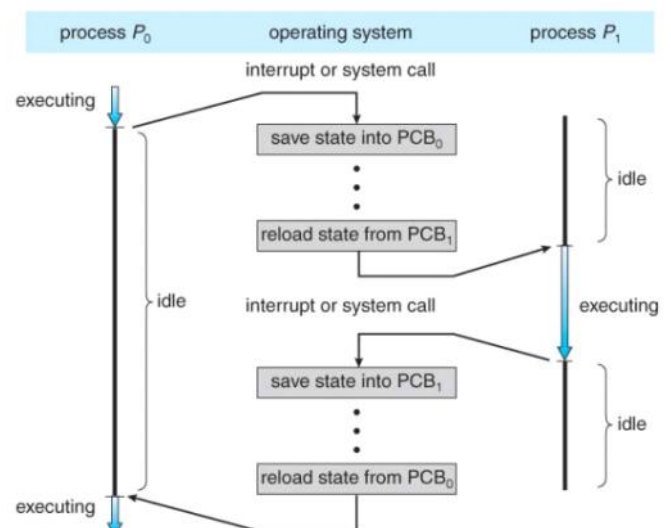 process P₀ operating system process P₁
interrupt or system call
executing
save state into PCB₀
idle
reload state from PCB₁
idle
interrupt or system call
executing
save state into PCB₁
idle
reload state from PCB₀
executing